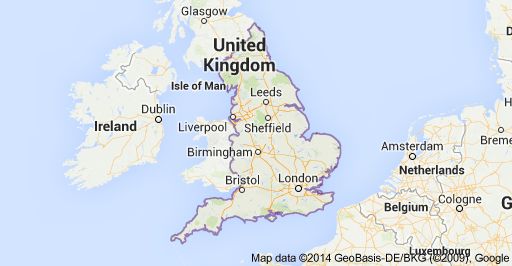 Glasgow
United
Kingdom
Isle of Man
Leeds
Dublin
Ireland
Liverpool
Sheffield
Birmingham
Amsterdam
Netherlands
Bristol
London
Belgium
Cologne
Luxembourg
Map data ©2014 GeoBasis-DE/BKG (©2009), Google